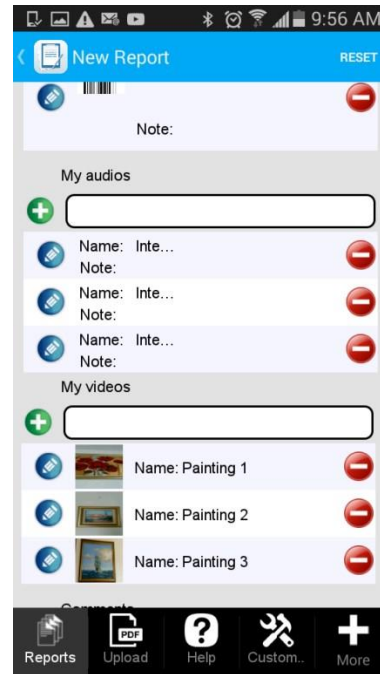 9:56 AM
New Report
RESET
Note:
My audios
Name: Inte...
Note:
Name: Inte...
Note:
Name: Inte...
Note:
My videos
Name: Painting 1
Name: Painting 2
Name: Painting 3
Comments
PDF
Reports Upload Help Custom.. More